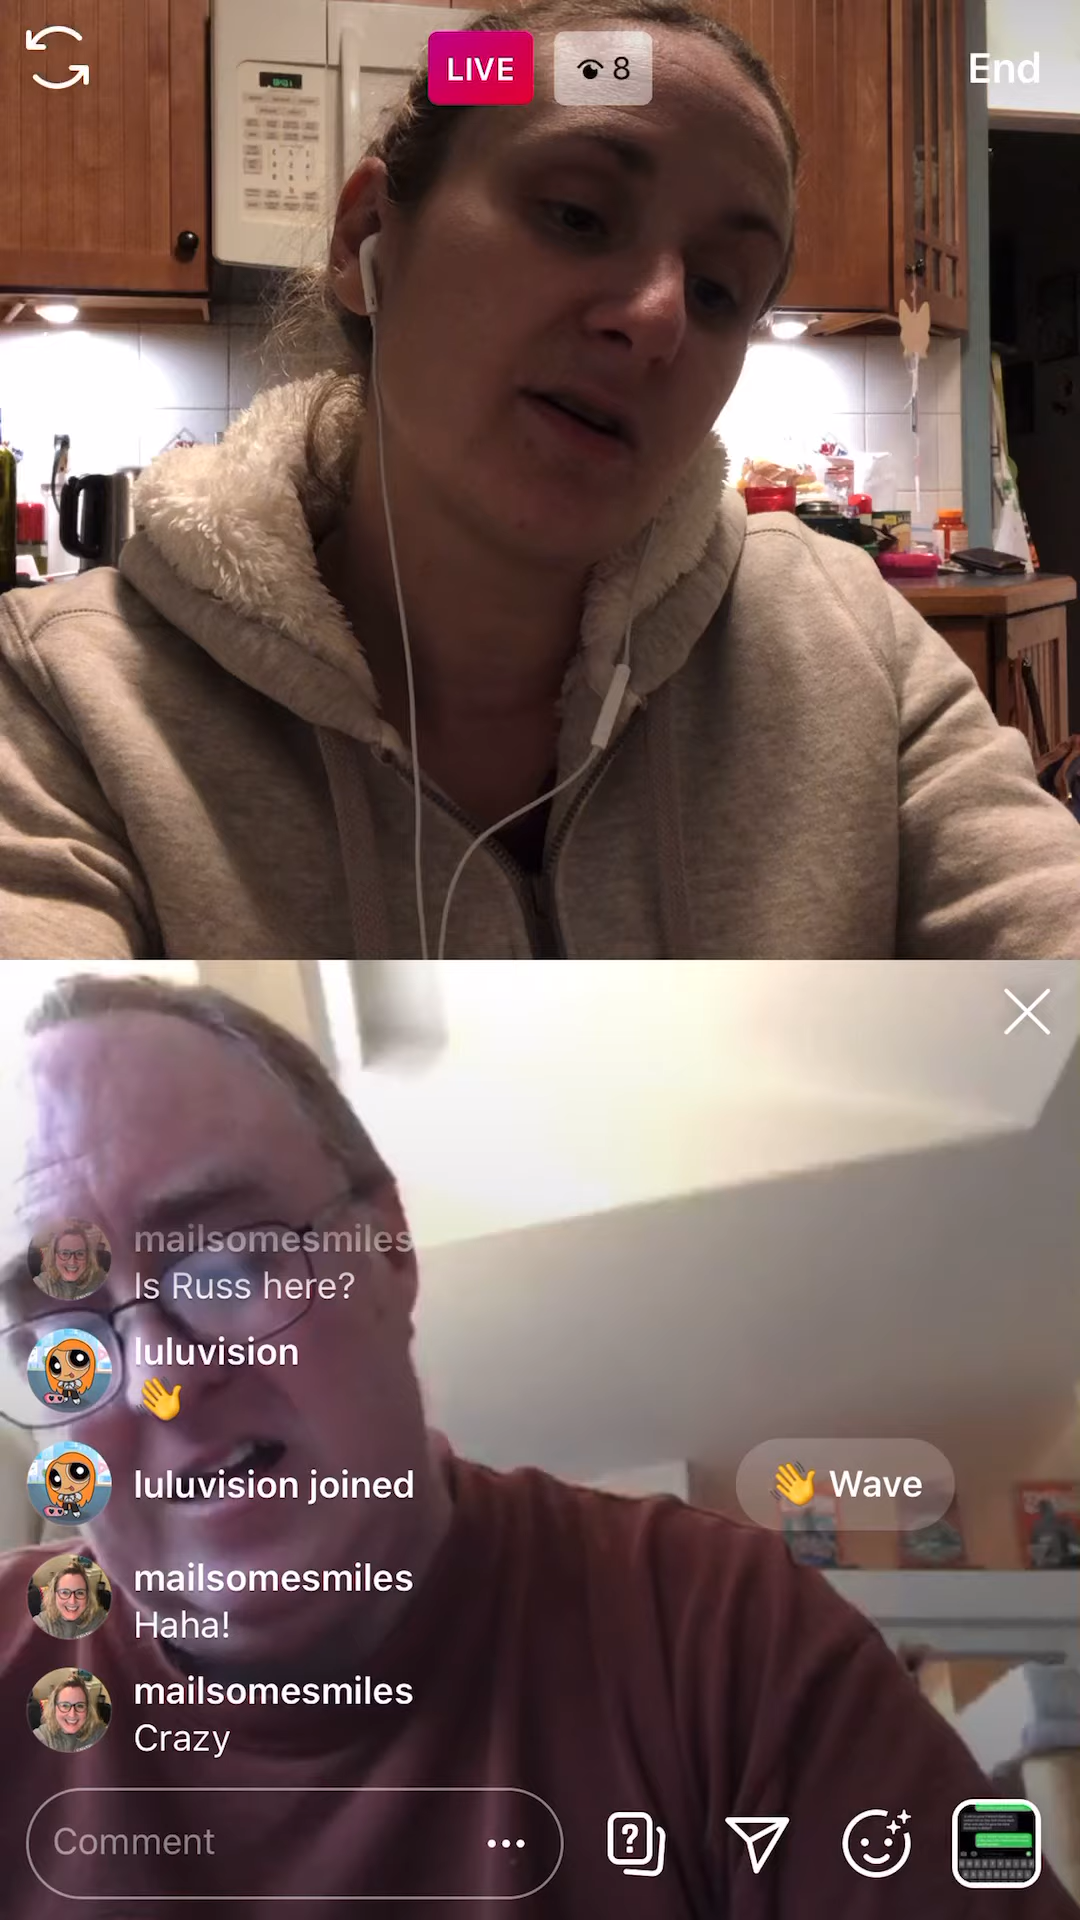 LIVE
8
End
mailsomesmiles
Is Russ here?
luluvision
👋
luluvision joined
👋 Wave
mailsomesmiles
Haha!
mailsomesmiles
Crazy
Comment